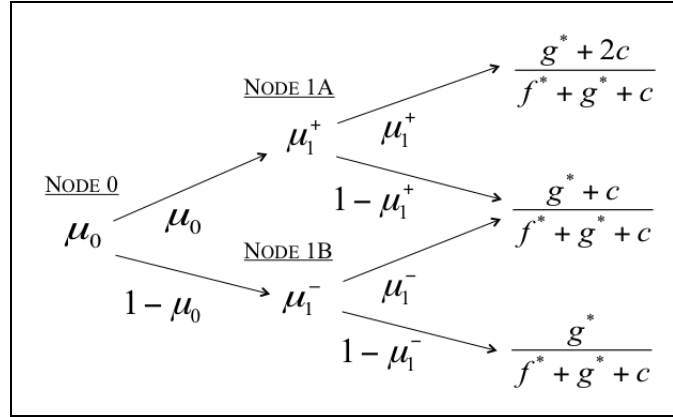 g* + 2c
f* + g* + c
NODE 1A
μ₁⁺
μ₁⁺
NODE 0
μ₀
μ₀
1 − μ₁⁺
g* + c
f* + g* + c
NODE 1B
1 − μ₀
μ₁⁻
μ₁⁻
1 − μ₁⁻
g*
f* + g* + c